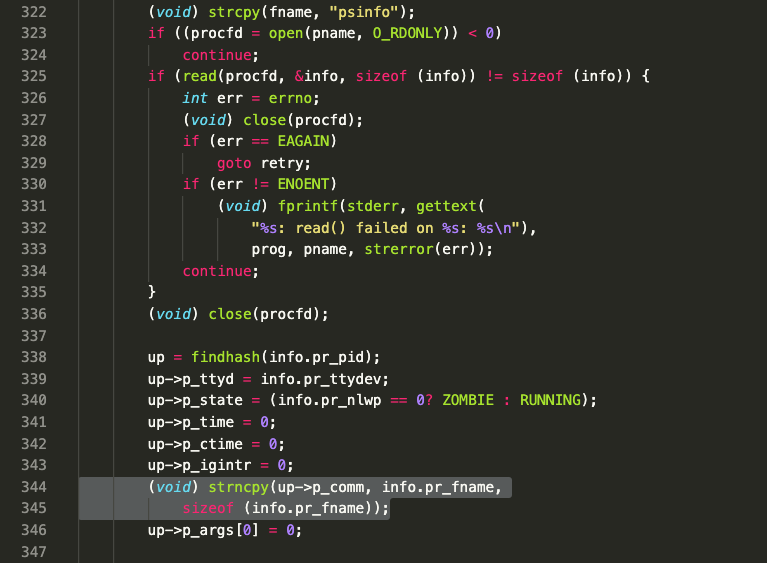 322 (void) strcpy(fname, "psinfo");
323 if ((procfd = open(pname, O_RDONLY)) < 0)
324 continue;
325 if (read(procfd, &info, sizeof (info)) != sizeof (info)) {
326 int err = errno;
327 (void) close(procfd);
328 if (err == EAGAIN)
329 goto retry;
330 if (err != ENOENT)
331 (void) fprintf(stderr, gettext(
332 "%s: read() failed on %s: %s\n"),
333 prog, pname, strerror(err));
334 continue;
335 }
336 (void) close(procfd);
337
338 up = findhash(info.pr_pid);
339 up->p_ttyd = info.pr_ttydev;
340 up->p_state = (info.pr_nlwp == 0? ZOMBIE : RUNNING);
341 up->p_time = 0;
342 up->p_ctime = 0;
343 up->p_igintr = 0;
344 (void) strncpy(up->p_comm, info.pr_fname,
345 sizeof (info.pr_fname));
346 up->p_args[0] = 0;
347